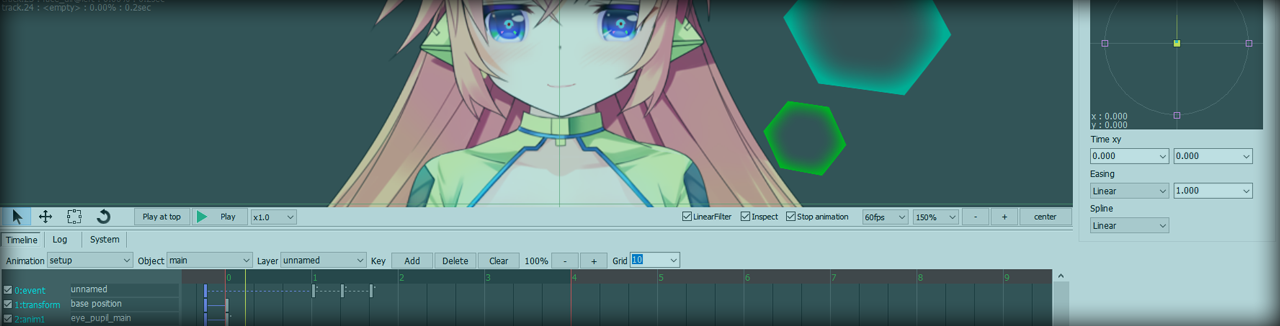 track.24 : <empty> : 0.00% : 0.2sec
x : 0.000
y : 0.000
Time xy
0.000 0.000
Easing
Linear 1.000
Spline
Linear
Play at top Play x1.0 LinearFilter Inspect Stop animation 60fps 150% - + center
Timeline Log System
Animation setup Object main Layer unnamed Key Add Delete Clear 100% - + Grid 10
0 1 2 3 4 5 6 7 8 9
0:event unnamed
1:transform base position
2:anim1 eye_pupil_main